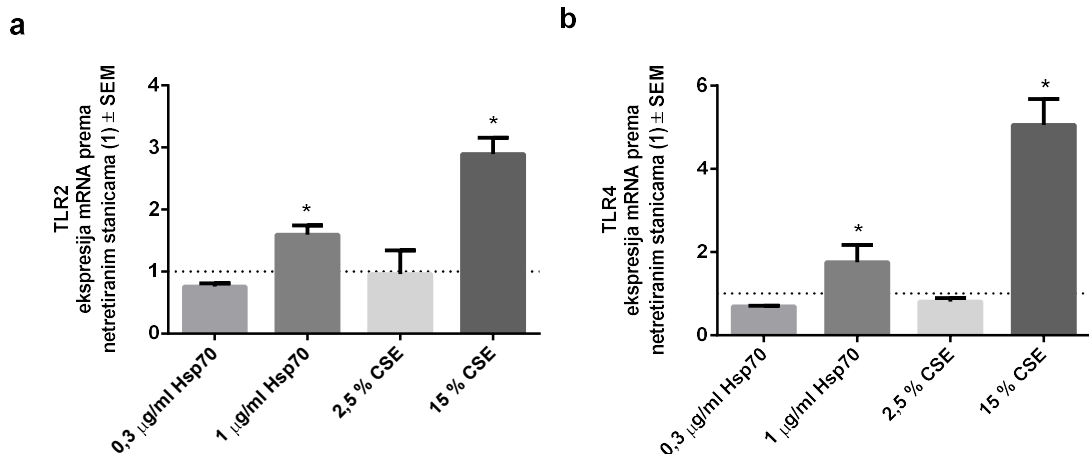 a
TLR2
ekspresija mRNA prema
netretiranim stanicama (1) ± SEM
4
3
2
1
0
*
*
0,3 μg/ml Hsp70
1 μg/ml Hsp70
2,5 % CSE
15 % CSE
b
TLR4
ekspresija mRNA prema
netretiranim stanicama (1) ± SEM
6
4
2
0
*
*
0,3 μg/ml Hsp70
1 μg/ml Hsp70
2,5 % CSE
15 % CSE